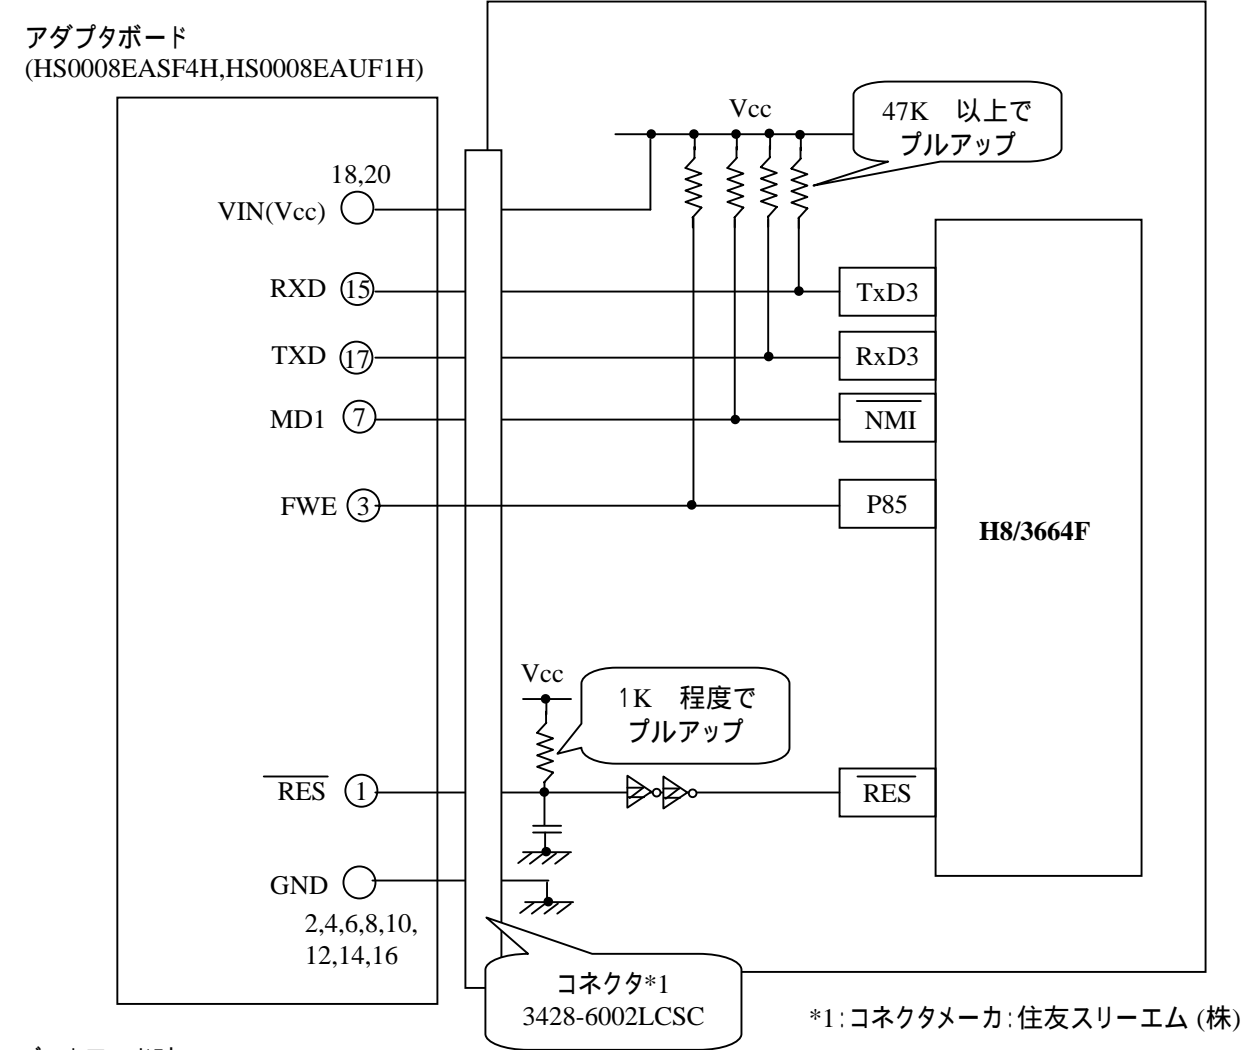 アダプタボード
(HS0008EASF4H,HS0008EAUF1H)
Vcc
47K 以上で
プルアップ
18,20
VIN(Vcc)
RXD 15
TxD3
TXD 17
RxD3
MD1 7
NMI
FWE 3
P85
H8/3664F
Vcc
1K 程度で
プルアップ
RES 1
RES
GND
2,4,6,8,10,
12,14,16
コネクタ*1
3428-6002LCSC
*1:コネクタメーカ:住友スリーエム (株)